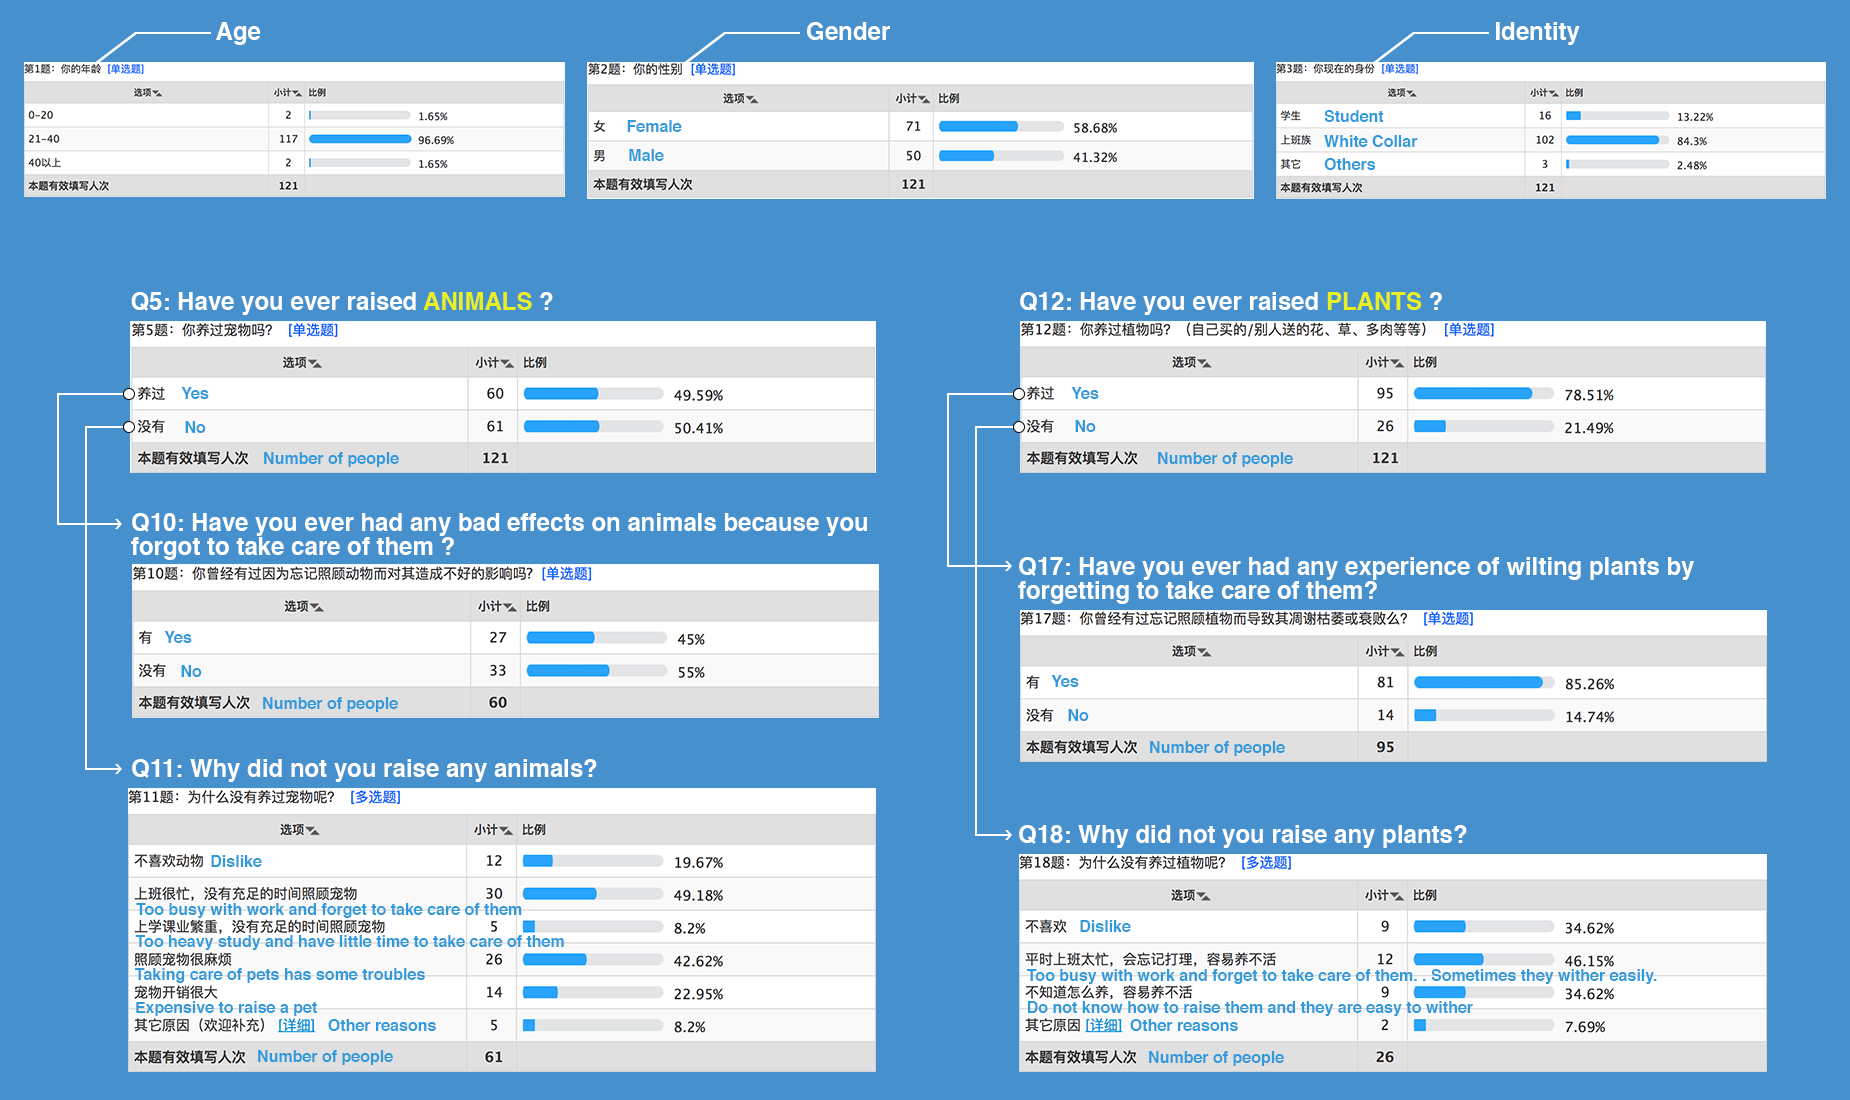 Age
第1题：你的年龄 [单选题]
选项 小计 比例
0-20 2 1.65%
21-40 117 96.69%
40以上 2 1.65%
本题有效填写人次 121
Gender
第2题：你的性别 [单选题]
选项 小计 比例
女 Female 71 58.68%
男 Male 50 41.32%
本题有效填写人次 121
Identity
第3题：你现在的身份 [单选题]
选项 小计 比例
学生 Student 16 13.22%
上班族 White Collar 102 84.3%
其它 Others 3 2.48%
本题有效填写人次 121
Q5: Have you ever raised ANIMALS ?
第5题：你养过宠物吗？ [单选题]
选项 小计 比例
养过 Yes 60 49.59%
没有 No 61 50.41%
本题有效填写人次 Number of people 121
Q10: Have you ever had any bad effects on animals because you
forgot to take care of them ?
第10题：你曾经有过因为忘记照顾动物而对其造成不好的影响吗？ [单选题]
选项 小计 比例
有 Yes 27 45%
没有 No 33 55%
本题有效填写人次 Number of people 60
Q11: Why did not you raise any animals?
第11题：为什么没有养过宠物呢？ [多选题]
选项 小计 比例
不喜欢动物 Dislike 12 19.67%
上班很忙，没有充足的时间照顾宠物 30 49.18%
Too busy with work and forget to take care of them
上学课业繁重，没有充足的时间照顾宠物 5 8.2%
Too heavy study and have little time to take care of them
照顾宠物很麻烦 26 42.62%
Taking care of pets has some troubles
宠物开销很大 14 22.95%
Expensive to raise a pet
其它原因（欢迎补充） [详细] Other reasons 5 8.2%
本题有效填写人次 Number of people 61
Q12: Have you ever raised PLANTS ?
第12题：你养过植物吗？（自己买的/别人送的花、草、多肉等等） [单选题]
选项 小计 比例
养过 Yes 95 78.51%
没有 No 26 21.49%
本题有效填写人次 Number of people 121
Q17: Have you ever had any experience of wilting plants by
forgetting to take care of them?
第17题：你曾经有过忘记照顾植物而导致其凋谢枯萎或衰败么？ [单选题]
选项 小计 比例
有 Yes 81 85.26%
没有 No 14 14.74%
本题有效填写人次 Number of people 95
Q18: Why did not you raise any plants?
第18题：为什么没有养过植物呢？ [多选题]
选项 小计 比例
不喜欢 Dislike 9 34.62%
平时上班太忙，会忘记打理，容易养不活 12 46.15%
Too busy with work and forget to take care of them. . Sometimes they wither easily.
不知道怎么养，容易养不活 9 34.62%
Do not know how to raise them and they are easy to wither
其它原因 [详细] Other reasons 2 7.69%
本题有效填写人次 Number of people 26